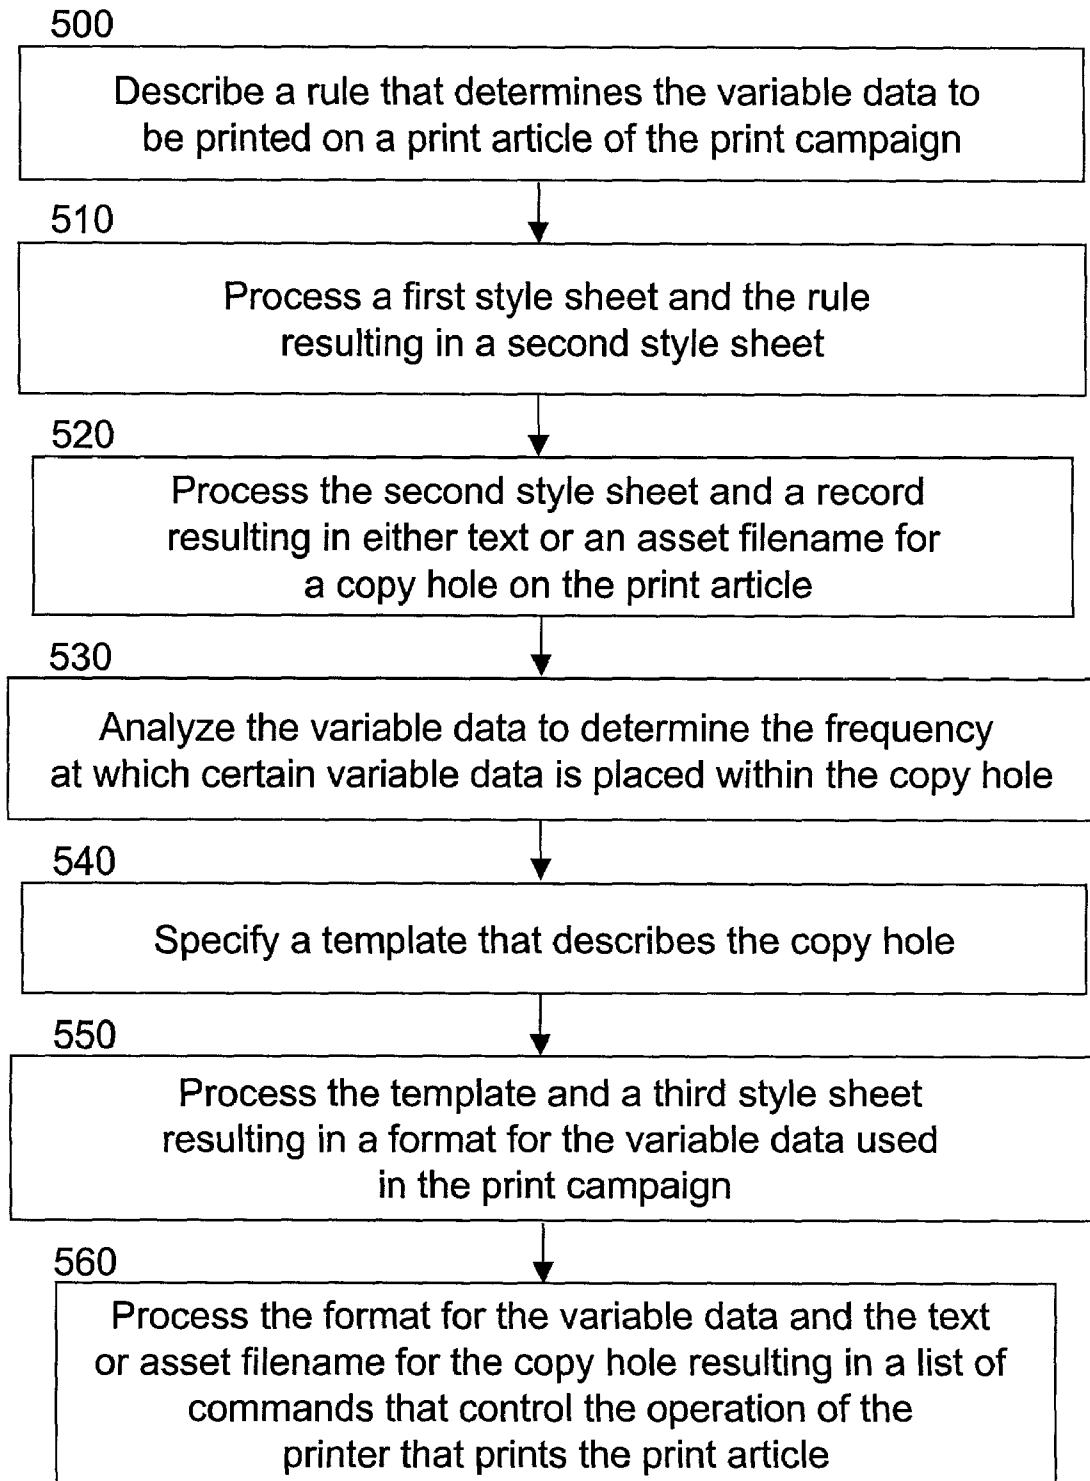 500
Describe a rule that determines the variable data to
be printed on a print article of the print campaign
510
Process a first style sheet and the rule
resulting in a second style sheet
520
Process the second style sheet and a record
resulting in either text or an asset filename for
a copy hole on the print article
530
Analyze the variable data to determine the frequency
at which certain variable data is placed within the copy hole
540
Specify a template that describes the copy hole
550
Process the template and a third style sheet
resulting in a format for the variable data used
in the print campaign
560
Process the format for the variable data and the text
or asset filename for the copy hole resulting in a list of
commands that control the operation of the
printer that prints the print article